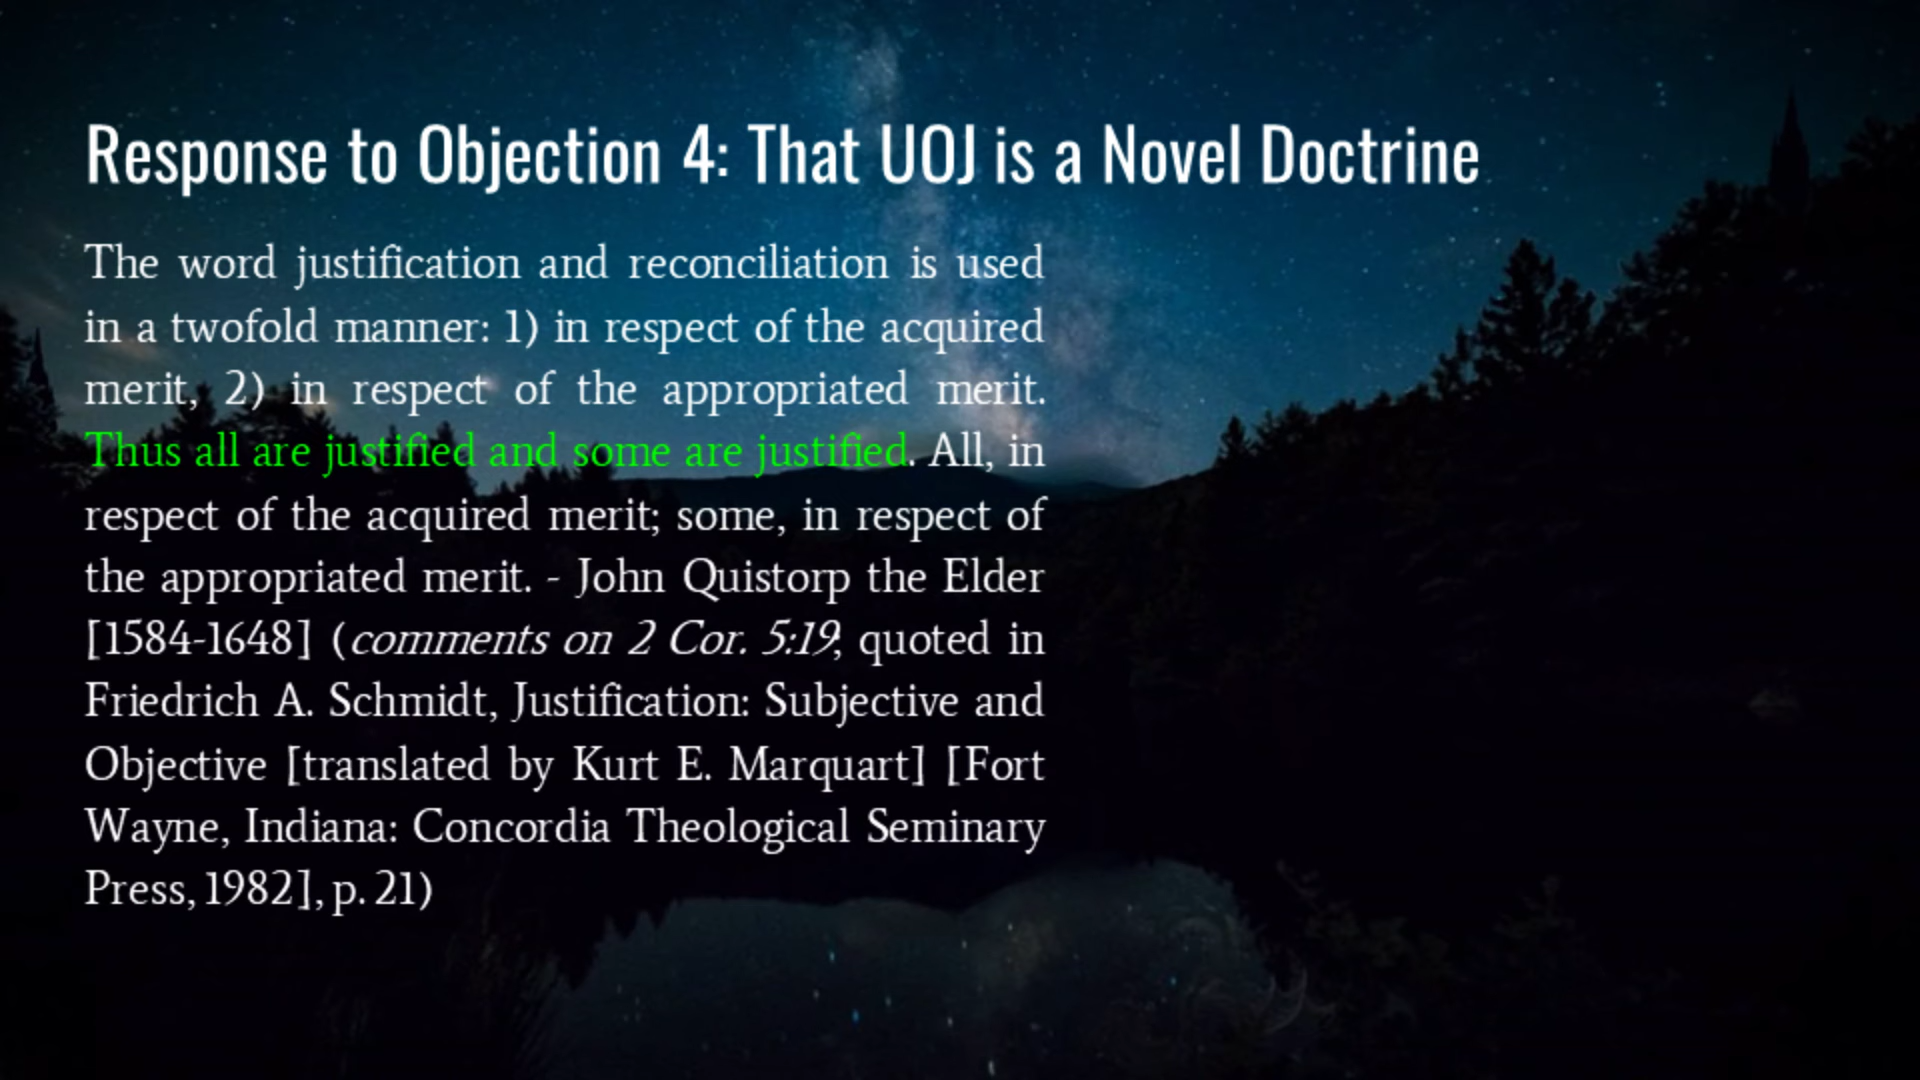 Response to Objection 4: That UOJ is a Novel Doctrine
The word justification and reconciliation is used
in a twofold manner: 1) in respect of the acquired
merit, 2) in respect of the appropriated merit.
Thus all are justified and some are justified. All, in
respect of the acquired merit; some, in respect of
the appropriated merit. - John Quistorp the Elder
[1584-1648] (comments on 2 Cor. 5:19; quoted in
Friedrich A. Schmidt, Justification: Subjective and
Objective [translated by Kurt E. Marquart] [Fort
Wayne, Indiana: Concordia Theological Seminary
Press, 1982], p. 21)